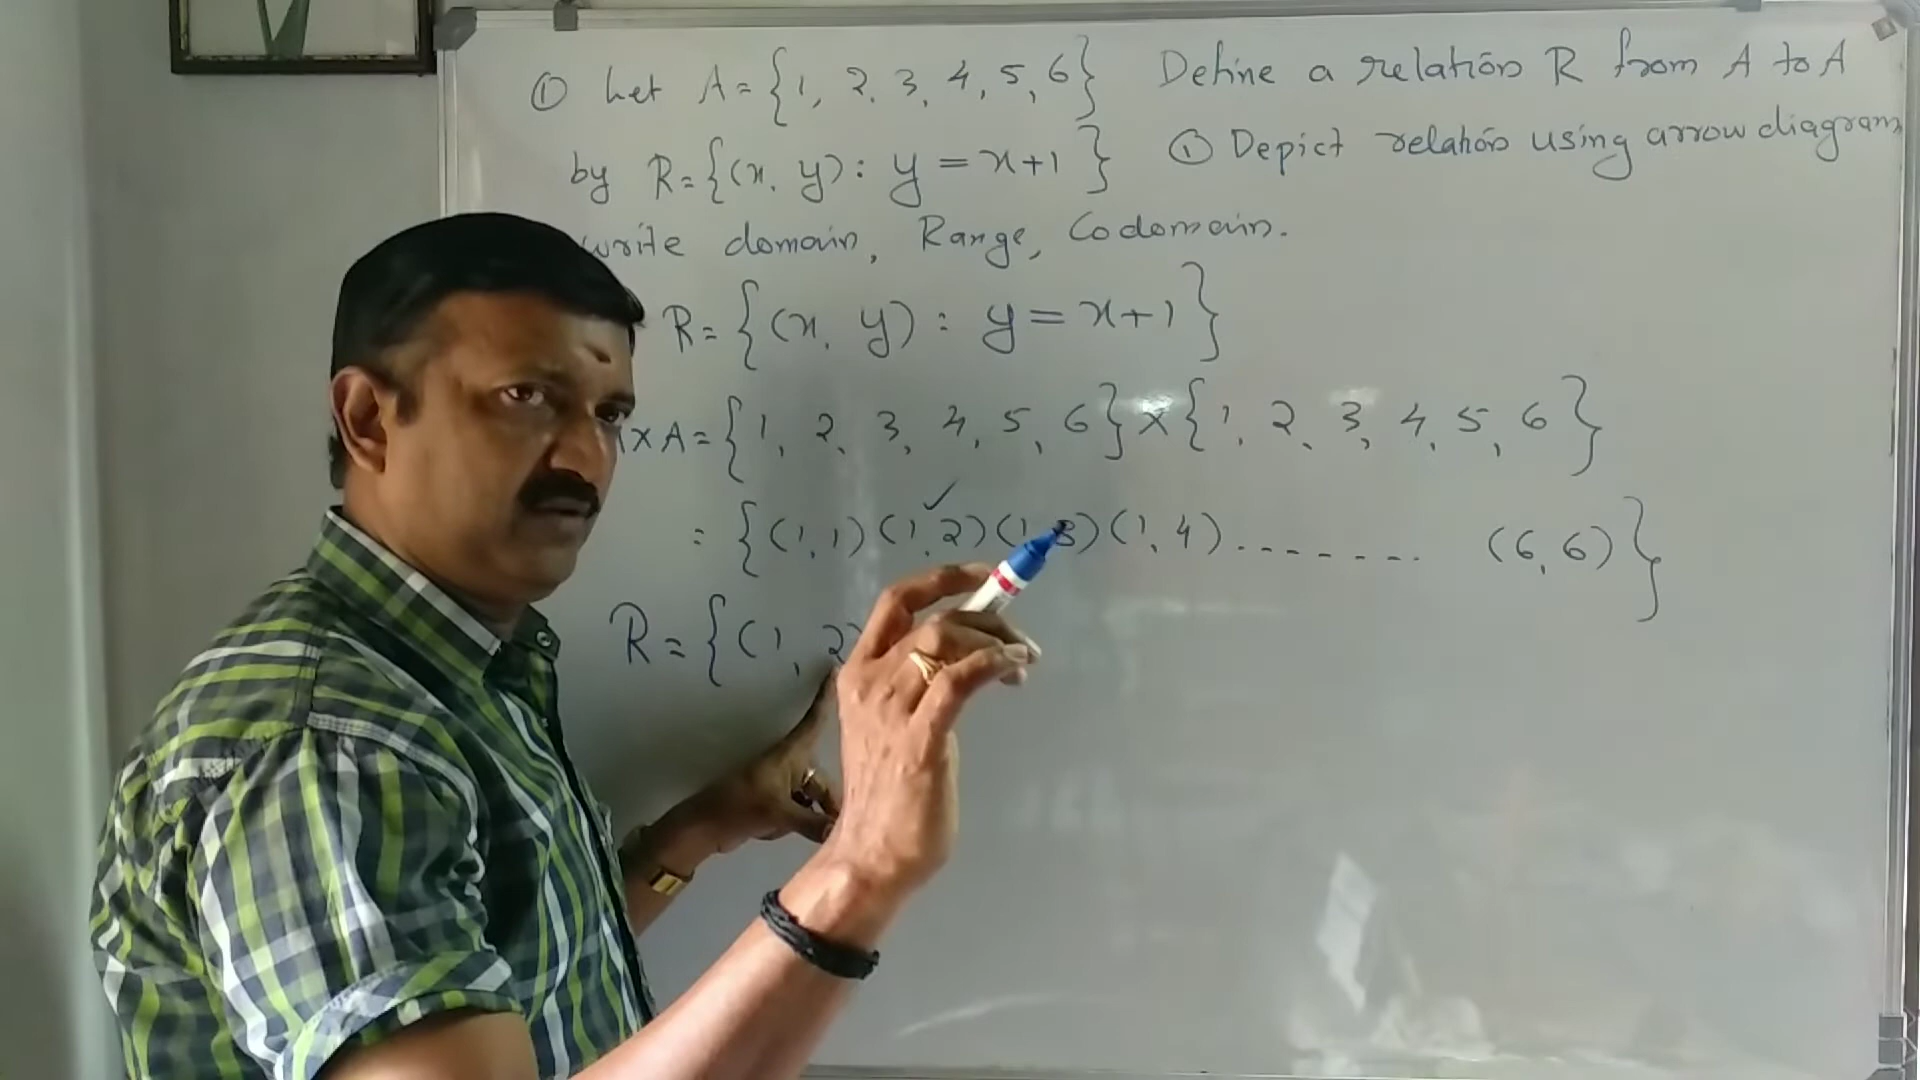 ① Let A = {1, 2, 3, 4, 5, 6} Define a relation R from A to A
by R = {(x, y) : y = x+1} ① Depict relation using arrow diagram
write domain, Range, Codomain.
R = {(x, y) : y = x+1}
x A = {1, 2, 3, 4, 5, 6} x {1, 2, 3, 4, 5, 6}
= {(1,1) (1,2) (1,3) (1,4) ........ (6,6)}
R = {(1, 2)